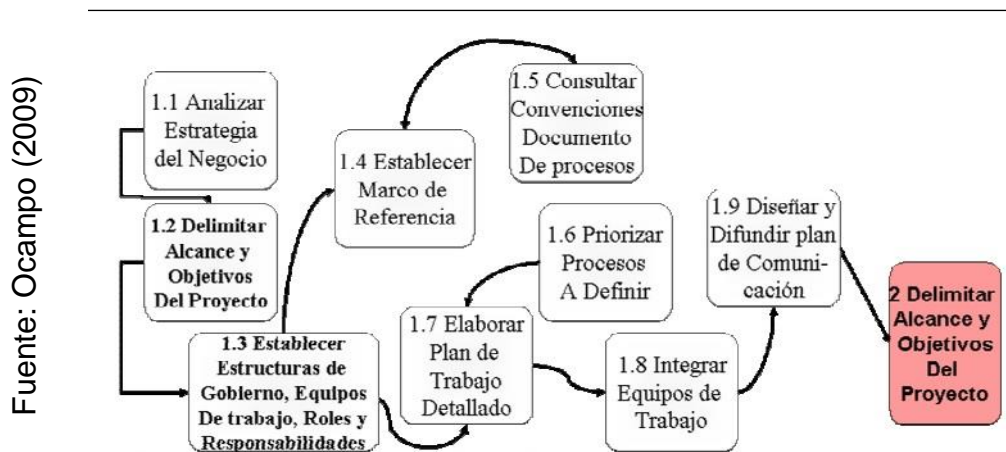 Fuente: Ocampo (2009)
1.1 Analizar
Estrategia
del Negocio
1.2 Delimitar
Alcance y
Objetivos
Del Proyecto
1.3 Establecer
Estructuras de
Gobierno, Equipos
De trabajo, Roles y
Responsabilidades
1.4 Establecer
Marco de
Referencia
1.5 Consultar
Convenciones
Documento
De procesos
1.6 Priorizar
Procesos
A Definir
1.7 Elaborar
Plan de
Trabajo
Detallado
1.8 Integrar
Equipos de
Trabajo
1.9 Diseñar y
Difundir plan
de Comuni-
cación
2 Delimitar
Alcance y
Objetivos
Del
Proyecto